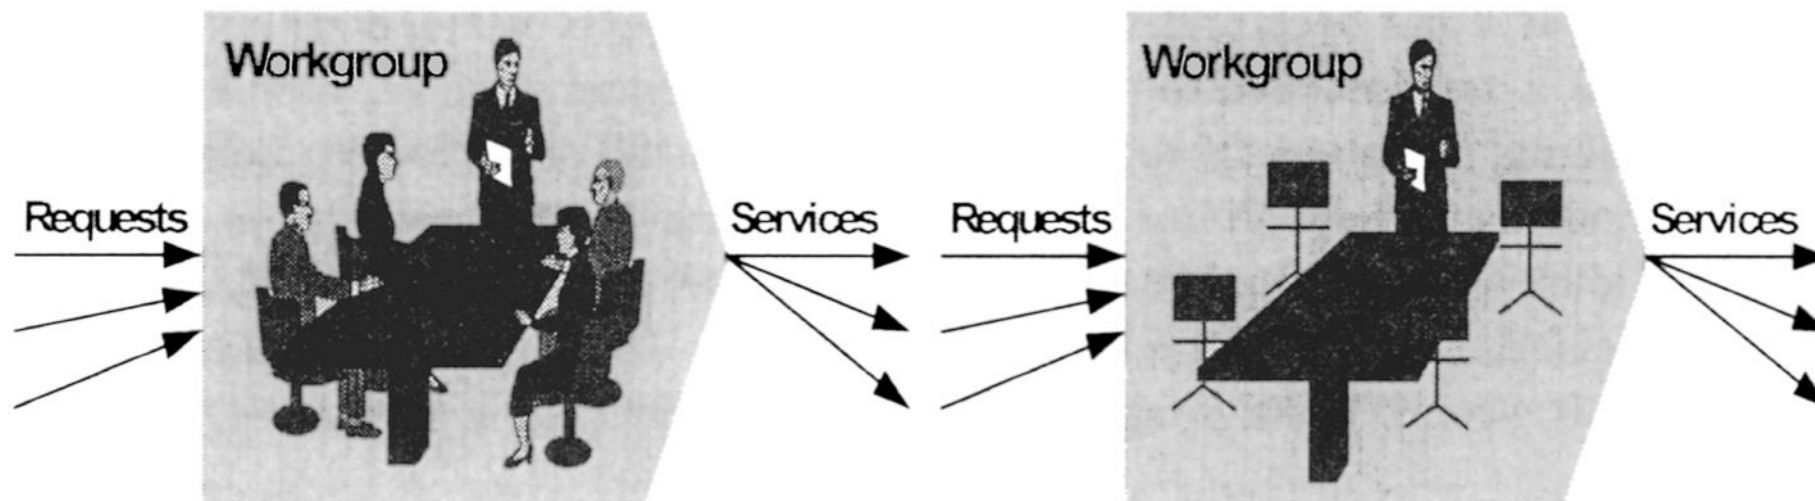 Workgroup
Requests
Services
Workgroup
Requests
Services